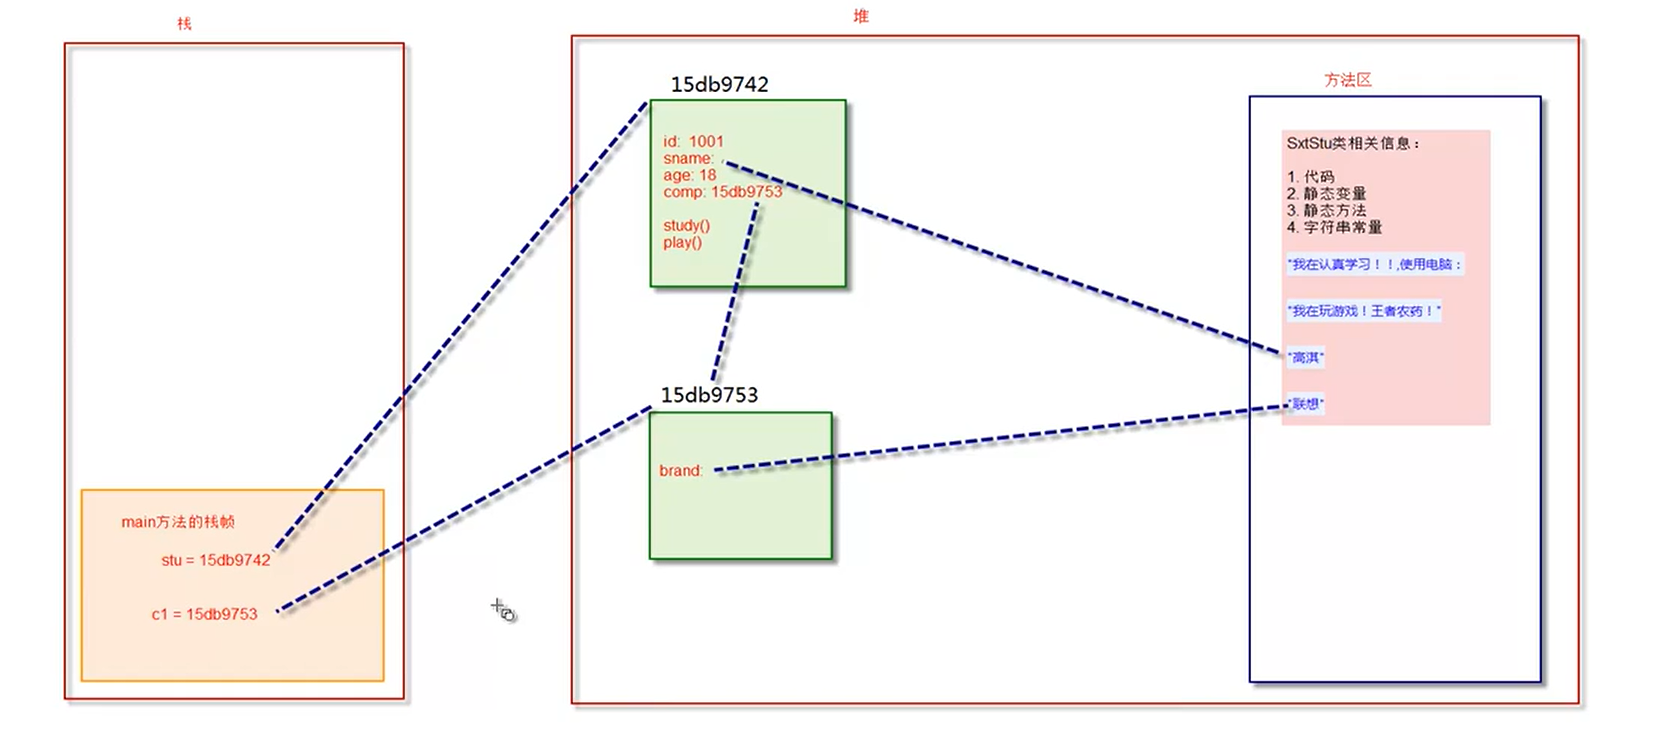 栈
main方法的栈帧
stu = 15db9742
c1 = 15db9753
堆
15db9742
id: 1001
sname:
age: 18
comp: 15db9753
study()
play()
15db9753
brand:
方法区
SxtStu类相关信息：
1. 代码
2. 静态变量
3. 静态方法
4. 字符串常量
"我在认真学习！！,使用电脑：
"我在玩游戏！王者农药！"
"高淇"
"联想"